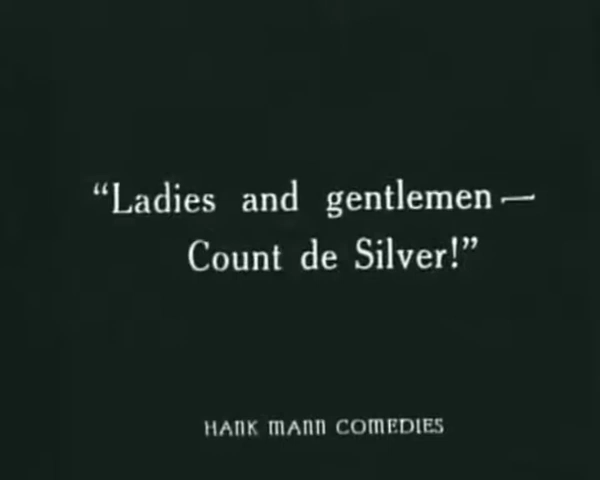 “Ladies and gentlemen—
Count de Silver!”
HANK MANN COMEDIES